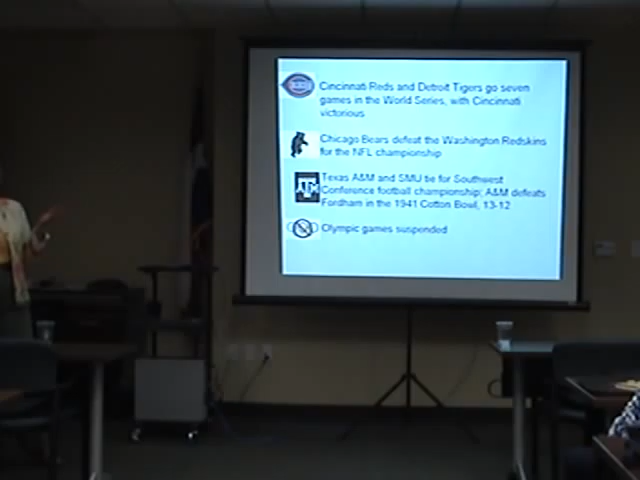 Cincinnati Reds and Detroit Tigers go seven
games in the World Series, with Cincinnati
victorious
Chicago Bears defeat the Washington Redskins
for the NFL championship
Texas A&M and SMU tie for Southwest
Conference football championship; A&M defeats
Fordham in the 1941 Cotton Bowl, 13-12
Olympic games suspended